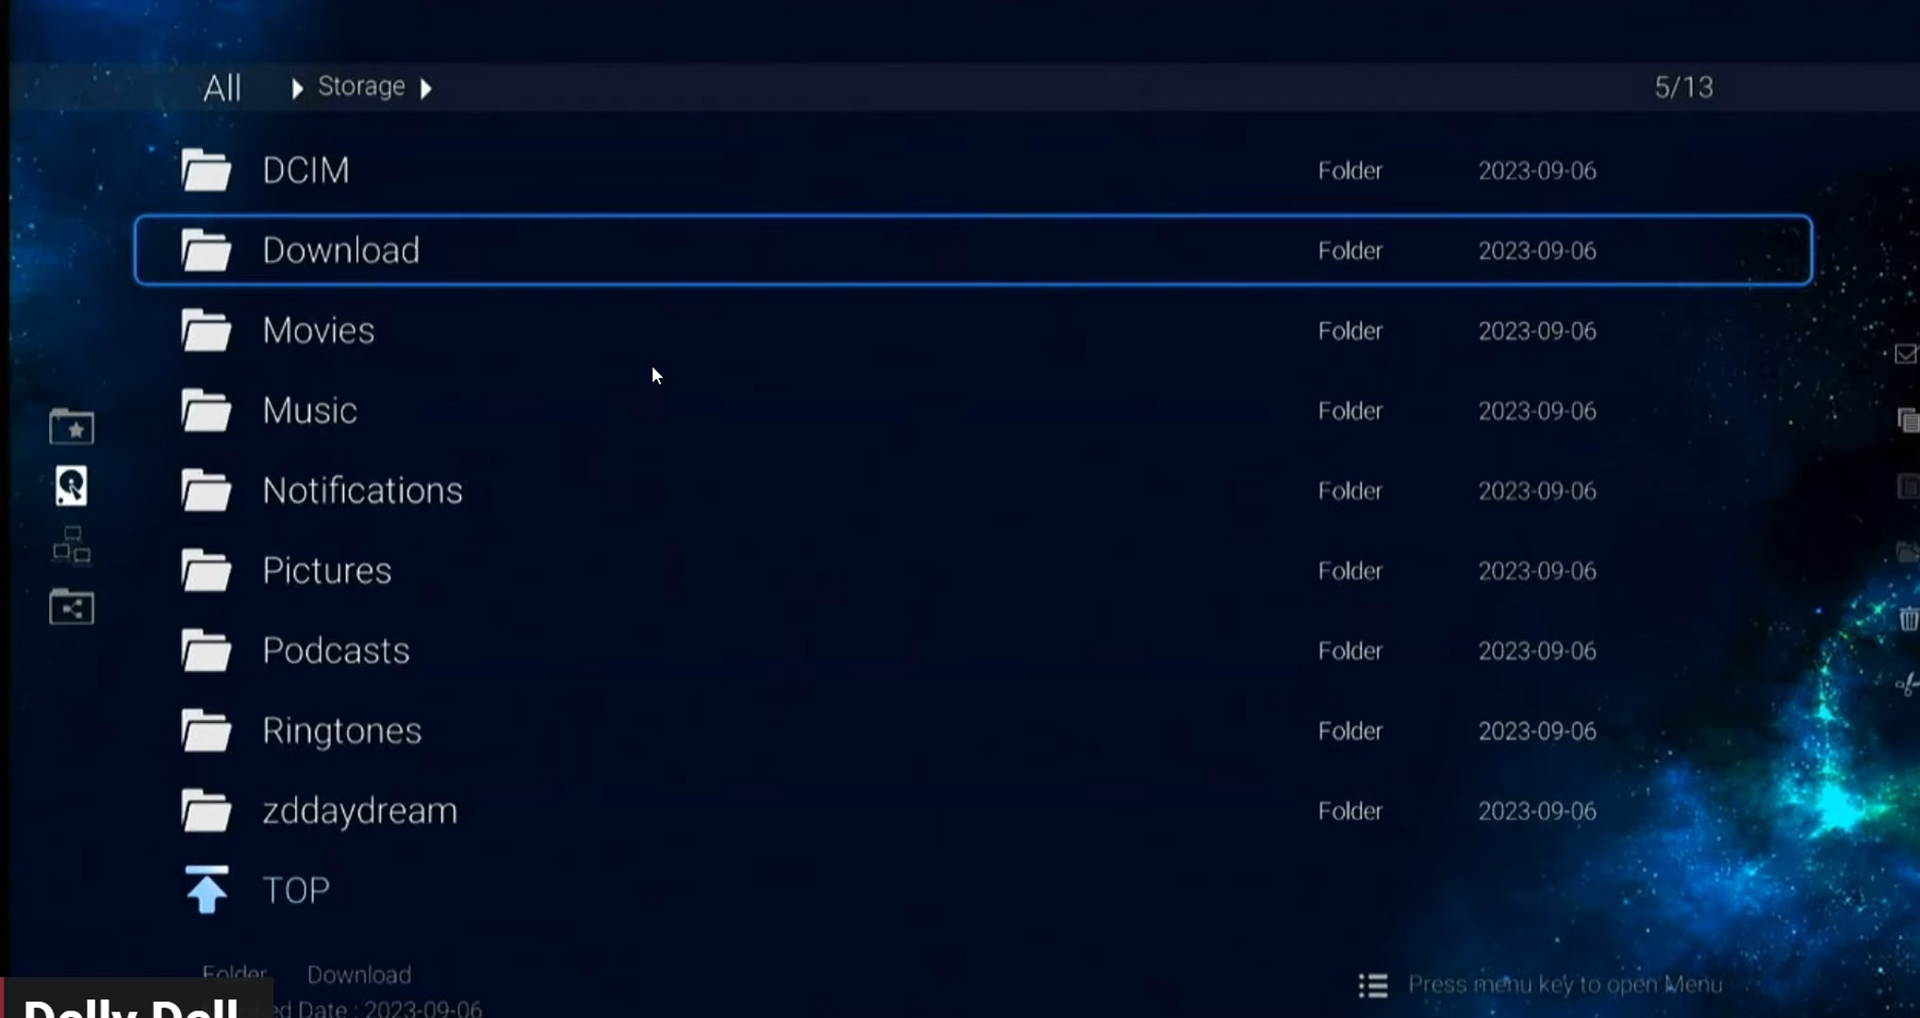 All Storage 5/13
DCIM Folder 2023-09-06
Download Folder 2023-09-06
Movies Folder 2023-09-06
Music Folder 2023-09-06
Notifications Folder 2023-09-06
Pictures Folder 2023-09-06
Podcasts Folder 2023-09-06
Ringtones Folder 2023-09-06
zddaydream Folder 2023-09-06
TOP
Folder Download
Press menu key to open Menu
Date : 2023-09-06